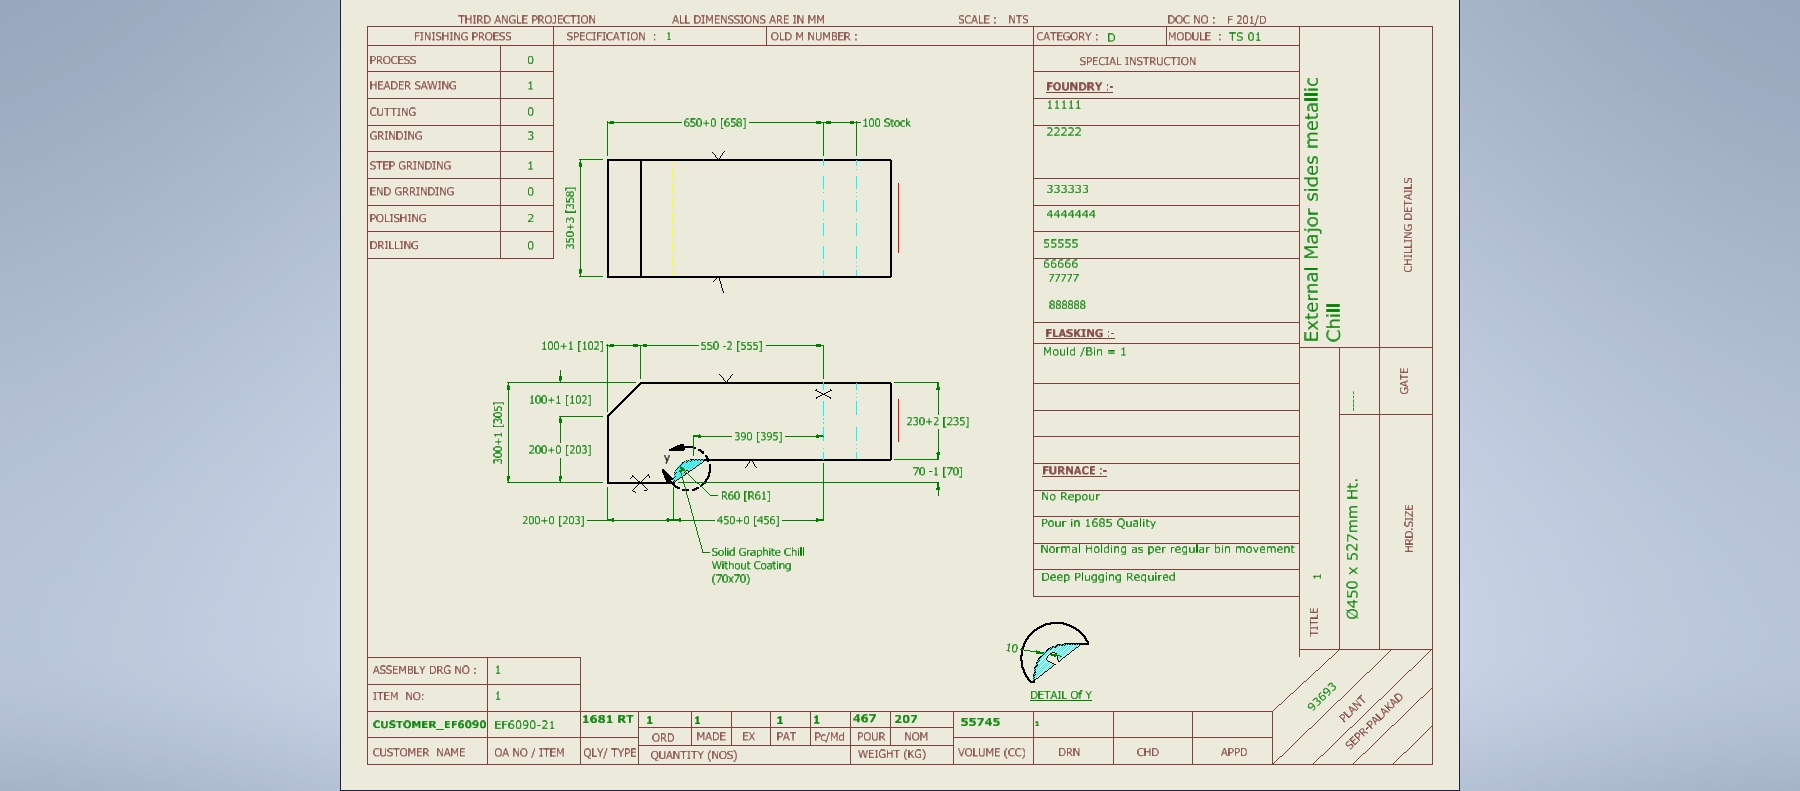 THIRD ANGLE PROJECTION ALL DIMENSSIONS ARE IN MM SCALE : NTS DOC NO : F 201/D
FINISHING PROESS SPECIFICATION : 1 OLD M NUMBER : CATEGORY : D MODULE : TS 01
PROCESS 0
HEADER SAWING 1
CUTTING 0
GRINDING 3
STEP GRINDING 1
END GRRINDING 0
POLISHING 2
DRILLING 0
650+0 [658] 100 Stock
350+3 [358]
100+1 [102] 550 -2 [555]
100+1 [102]
300+1 [305]
200+0 [203]
390 [395]
230+2 [235]
70 -1 [70]
y
R60 [R61]
200+0 [203] 450+0 [456]
Solid Graphite Chill
Without Coating
(70x70)
SPECIAL INSTRUCTION
FOUNDRY :-
11111
22222
333333
4444444
55555
66666
77777
888888
FLASKING :-
Mould /Bin = 1
FURNACE :-
No Repour
Pour in 1685 Quality
Normal Holding as per regular bin movement
Deep Plugging Required
External Major sides metallic
Chill
CHILLING DETAILS
-----
GATE
TITLE 1
Ø450 x 527mm Ht.
HRD.SIZE
10
DETAIL Of Y
93693
PLANT
SEPR-PALAKAD
ASSEMBLY DRG NO : 1
ITEM NO: 1
CUSTOMER_EF6090 EF6090-21 1681 RT 1 1 1 1 467 207 55745 1
ORD MADE EX PAT Pc/Md POUR NOM
CUSTOMER NAME OA NO / ITEM QLY/ TYPE QUANTITY (NOS) WEIGHT (KG) VOLUME (CC) DRN CHD APPD